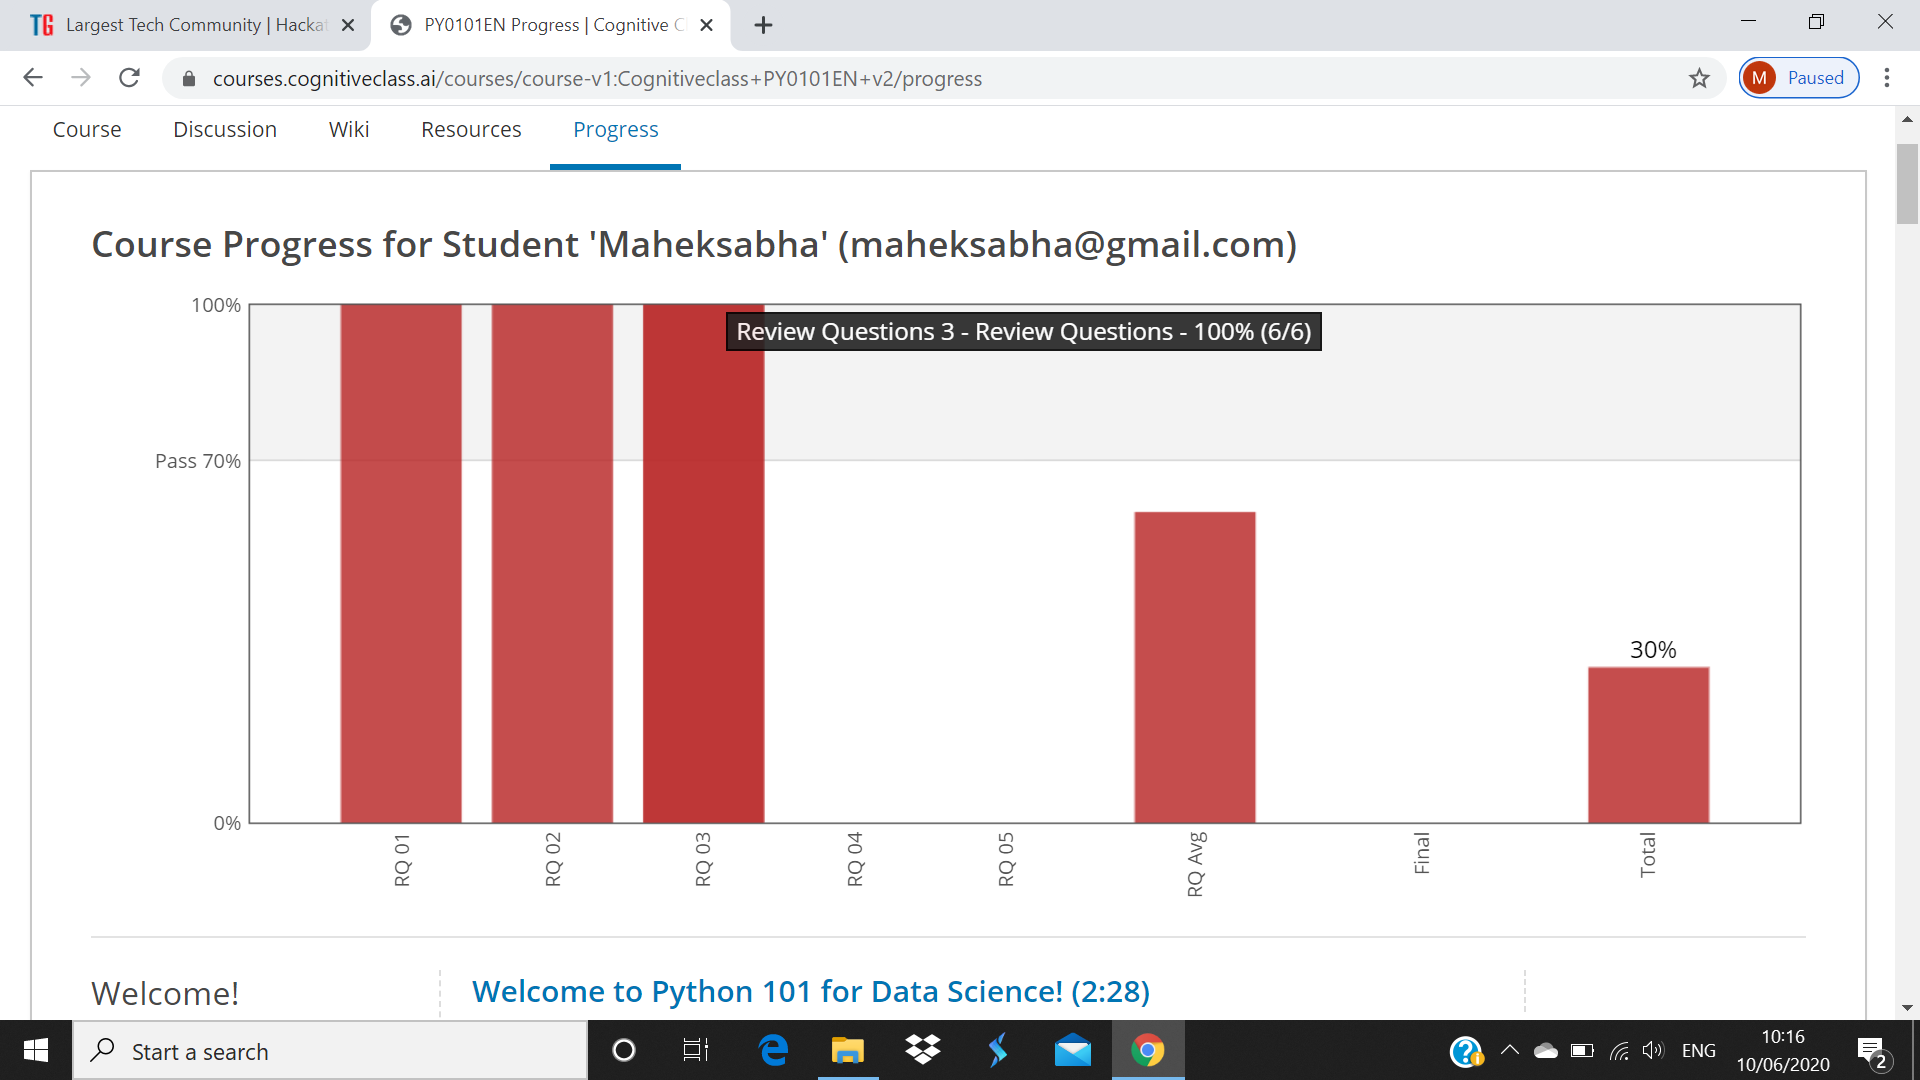 TG Largest Tech Community | Hacka
PY0101EN Progress | Cognitive C
courses.cognitiveclass.ai/courses/course-v1:Cognitiveclass+PY0101EN+v2/progress
M Paused
Course Discussion Wiki Resources Progress
Course Progress for Student 'Maheksabha' (maheksabha@gmail.com)
100%
Review Questions 3 - Review Questions - 100% (6/6)
Pass 70%
30%
0%
RQ 01
RQ 02
RQ 03
RQ 04
RQ 05
RQ Avg
Final
Total
Welcome!
Welcome to Python 101 for Data Science! (2:28)
Start a search
ENG
10:16
10/06/2020
2